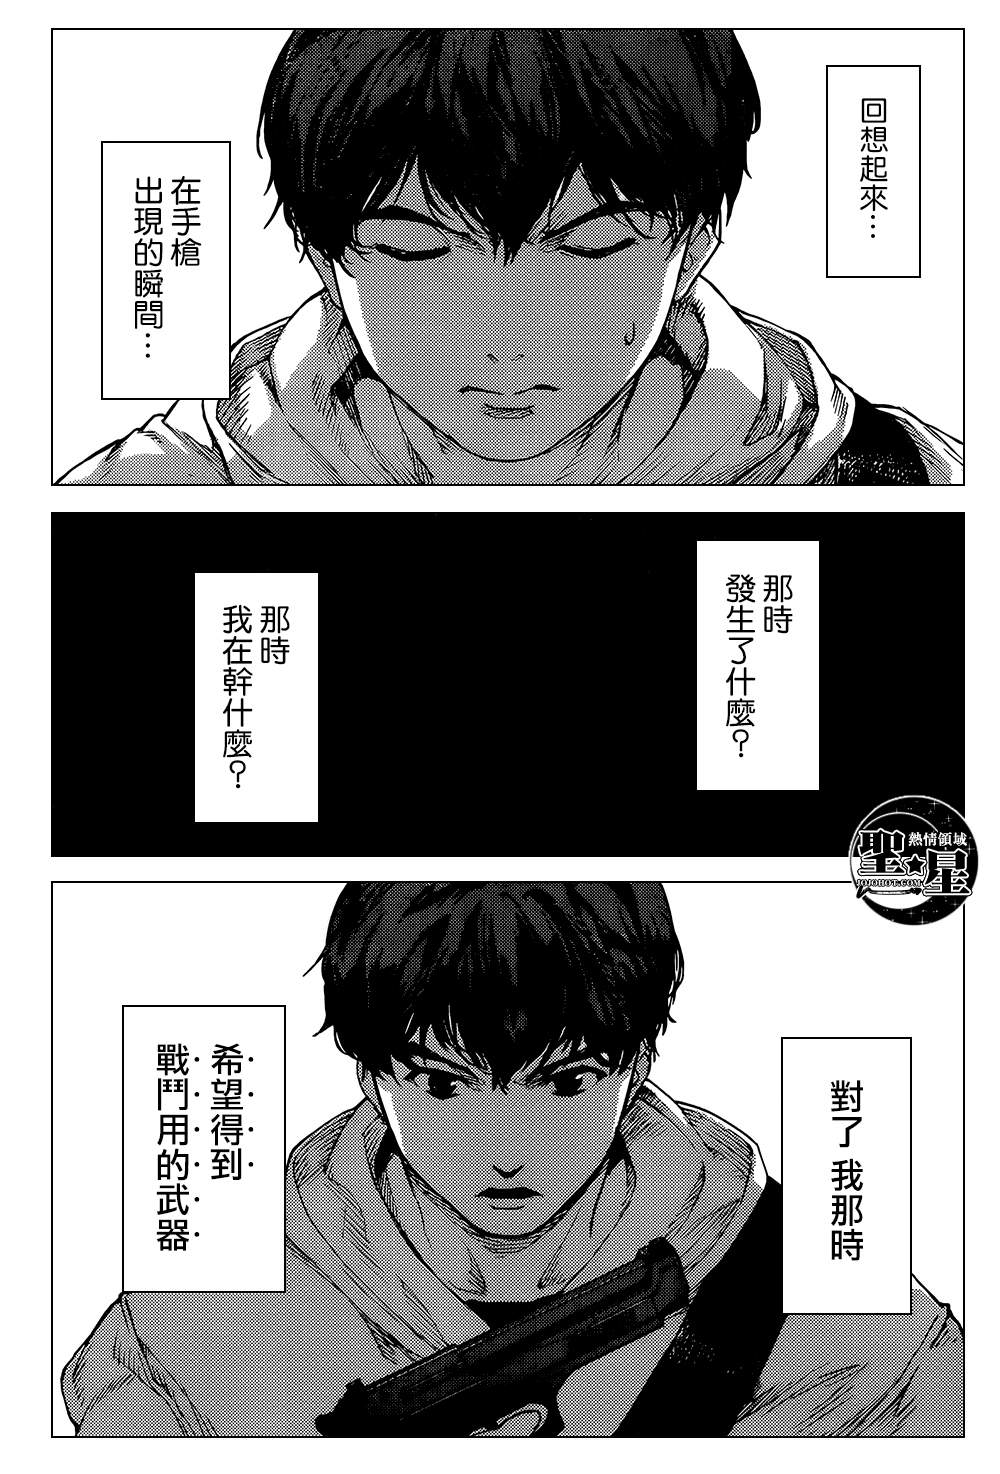 回想起來…
在手槍
出現的瞬間…
那時
發生了什麼？
那時
我在幹什麼？
熱情領域
聖★星
JOJOHOT.COM
對了 我那時
希望得到
戰鬥用的武器